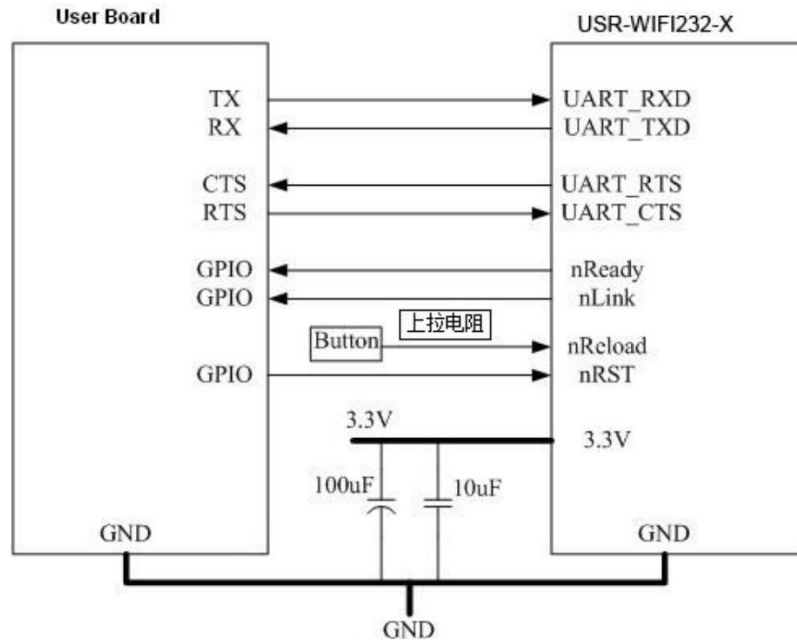 User Board
USR-WIFI232-X
TX
UART_RXD
RX
UART_TXD
CTS
UART_RTS
RTS
UART_CTS
GPIO
nReady
GPIO
nLink
上拉电阻
Button
nReload
GPIO
nRST
3.3V
3.3V
100uF
10uF
GND
GND
GND